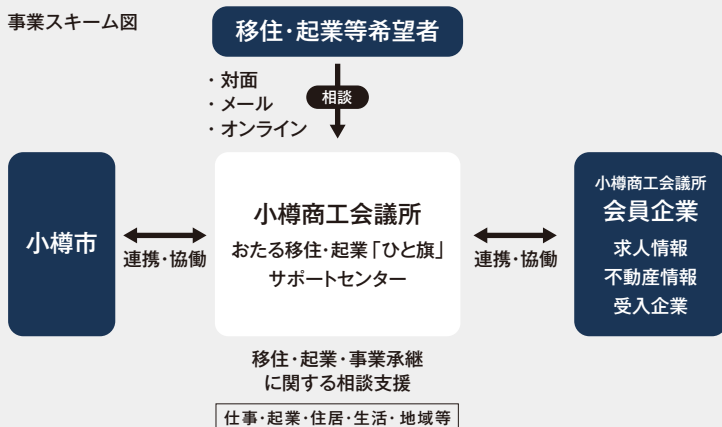 事業スキーム図
移住・起業等希望者
・対面
・メール
・オンライン
相談
小樽市
連携・協働
小樽商工会議所
おたる移住・起業「ひと旗」
サポートセンター
連携・協働
小樽商工会議所
会員企業
求人情報
不動産情報
受入企業
移住・起業・事業承継
に関する相談支援
仕事・起業・住居・生活・地域等